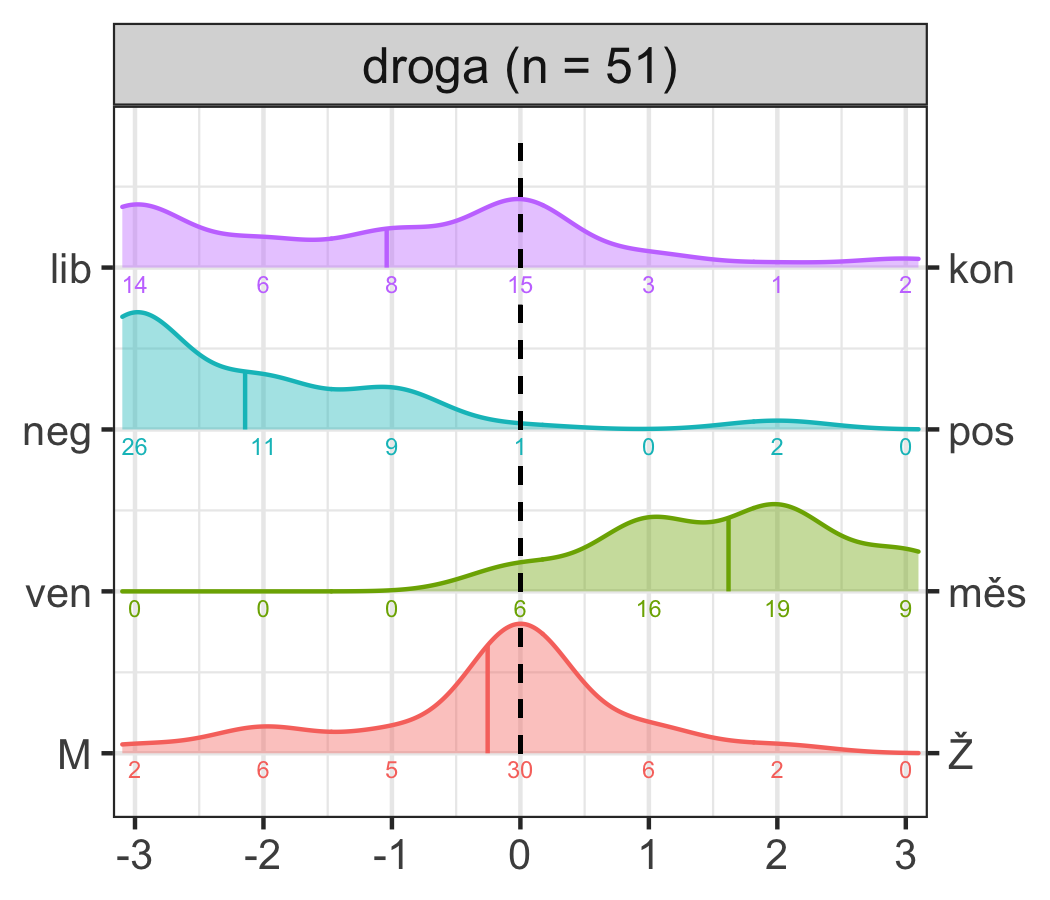 droga (n = 51)
lib kon
14 6 8 15 3 1 2
neg pos
26 11 9 1 0 2 0
ven měs
0 0 0 6 16 19 9
M Ž
2 6 5 30 6 2 0
-3 -2 -1 0 1 2 3